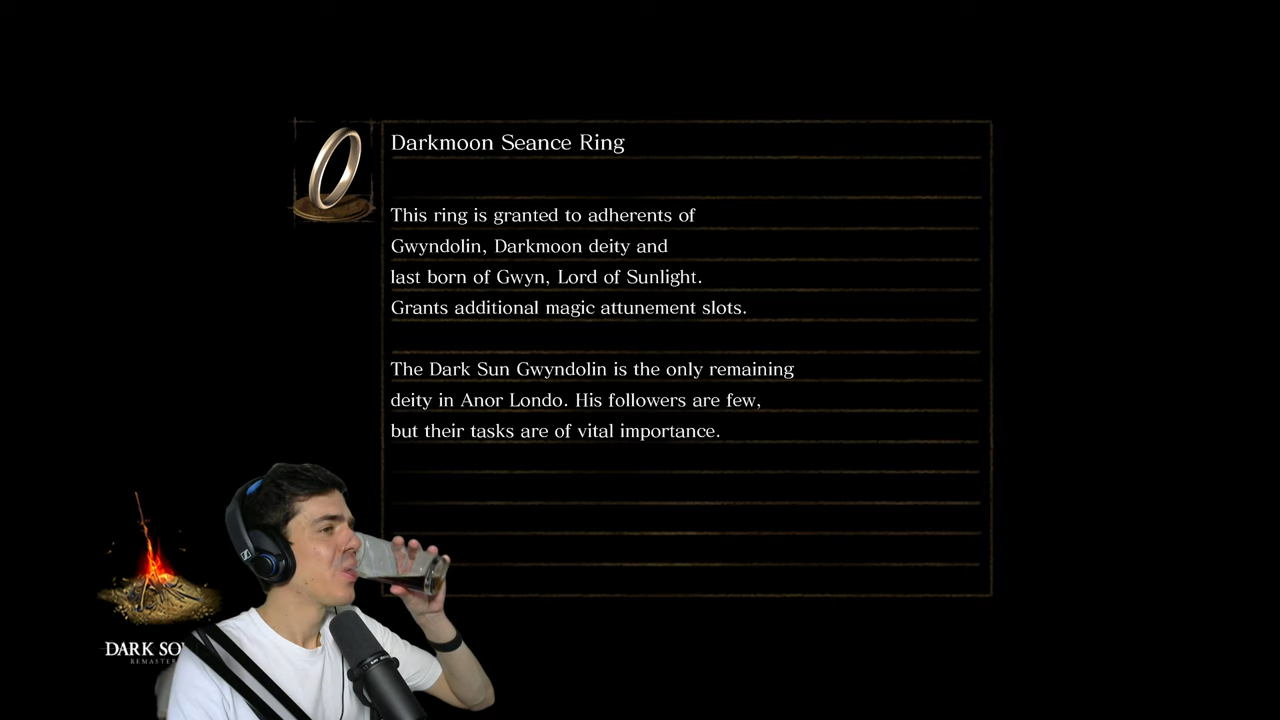 Darkmoon Seance Ring
This ring is granted to adherents of
Gwyndolin, Darkmoon deity and
last born of Gwyn, Lord of Sunlight.
Grants additional magic attunement slots.
The Dark Sun Gwyndolin is the only remaining
deity in Anor Londo. His followers are few,
but their tasks are of vital importance.
DARK